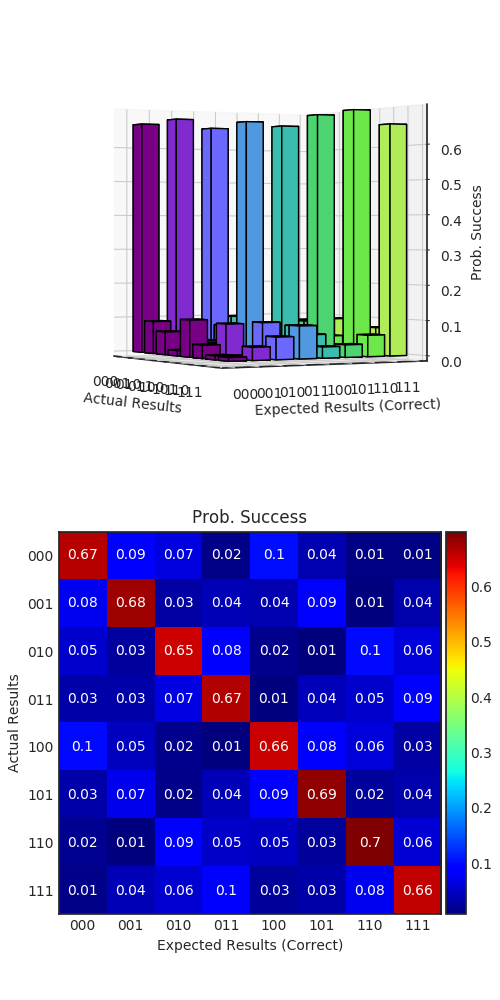 0.6
0.5
0.4
0.3
0.2
0.1
0.0
Prob. Success
000
111
Actual Results
000 001 010 011 100 101 110 111
Expected Results (Correct)
Prob. Success
000 0.67 0.09 0.07 0.02 0.1 0.04 0.01 0.01
001 0.08 0.68 0.03 0.04 0.04 0.09 0.01 0.04
010 0.05 0.03 0.65 0.08 0.02 0.01 0.1 0.06
011 0.03 0.03 0.07 0.67 0.01 0.04 0.05 0.09
100 0.1 0.05 0.02 0.01 0.66 0.08 0.06 0.03
101 0.03 0.07 0.02 0.04 0.09 0.69 0.02 0.04
110 0.02 0.01 0.09 0.05 0.05 0.03 0.7 0.06
111 0.01 0.04 0.06 0.1 0.03 0.03 0.08 0.66
Actual Results
000 001 010 011 100 101 110 111
Expected Results (Correct)
0.6
0.5
0.4
0.3
0.2
0.1